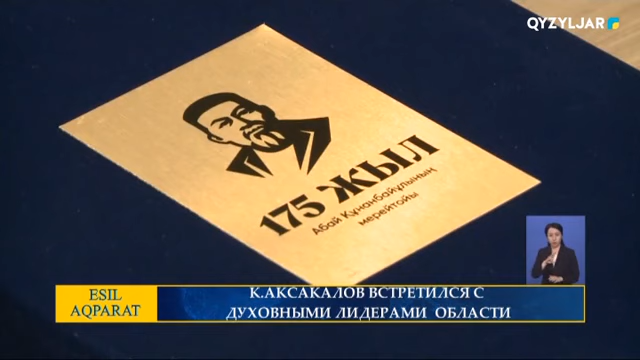 QYZYLJAR
175 ЖЫЛ
Абай Құнанбайұлының
мерейтойы
ESIL
AQPARAT
К.АКСАКАЛОВ ВСТРЕТИЛСЯ С
ДУХОВНЫМИ ЛИДЕРАМИ ОБЛАСТИ